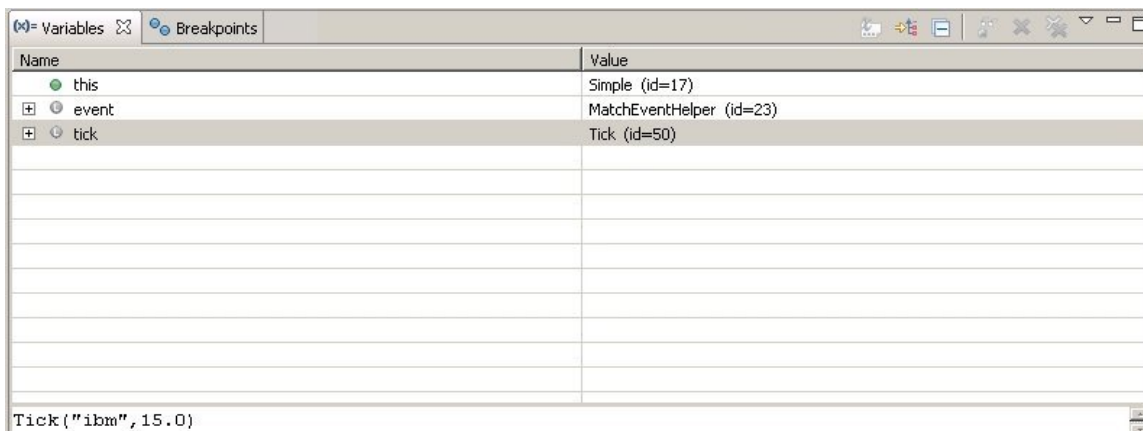 (x)= Variables Breakpoints
Name Value
this Simple (id=17)
event MatchEventHelper (id=23)
tick Tick (id=50)
Tick("ibm",15.0)